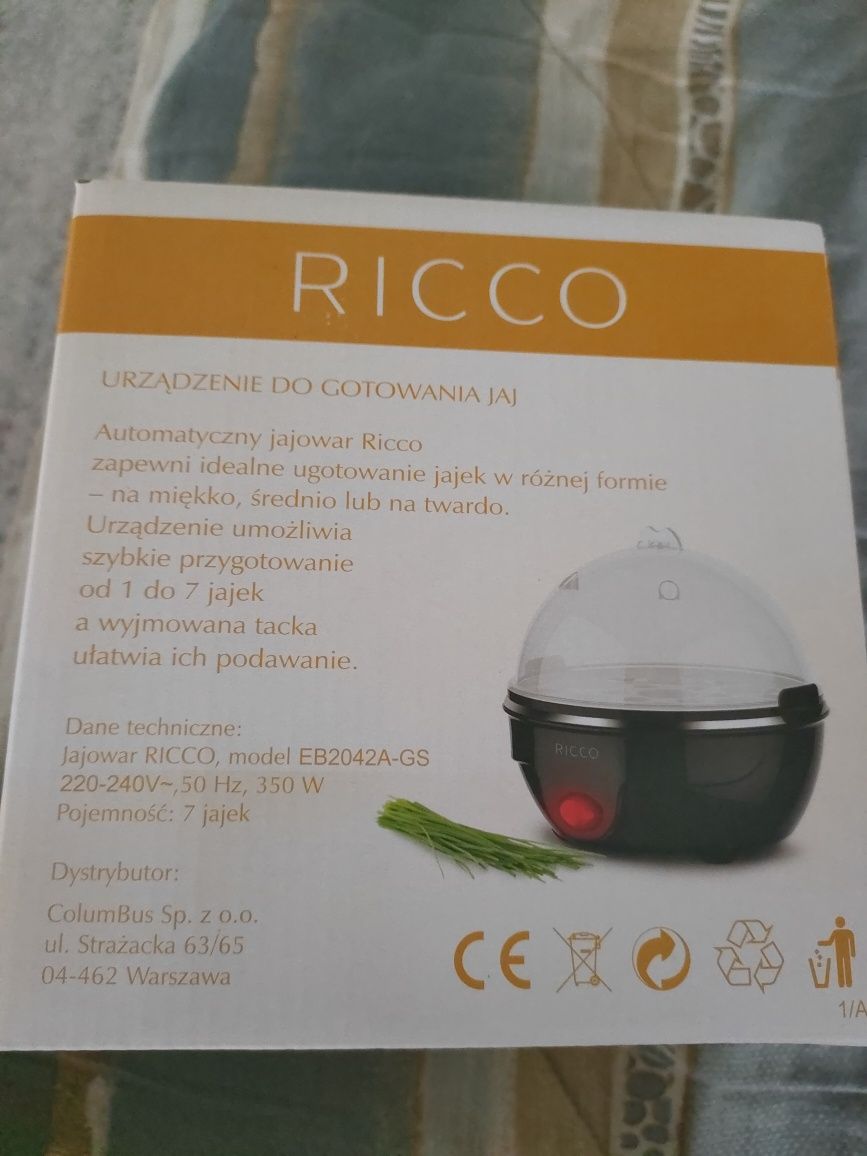 RICCO
URZĄDZENIE DO GOTOWANIA JAJ
Automatyczny jajowar Ricco
zapewni idealne ugotowanie jajek w różnej formie
– na miękko, średnio lub na twardo.
Urządzenie umożliwia
szybkie przygotowanie
od 1 do 7 jajek
a wyjmowana tacka
ułatwia ich podawanie.
RICCO
Dane techniczne:
Jajowar RICCO, model EB2042A-GS
220-240V~,50 Hz, 350 W
Pojemność: 7 jajek
Dystrybutor:
ColumBus Sp. z o.o.
ul. Strażacka 63/65
04-462 Warszawa
CE
1/A